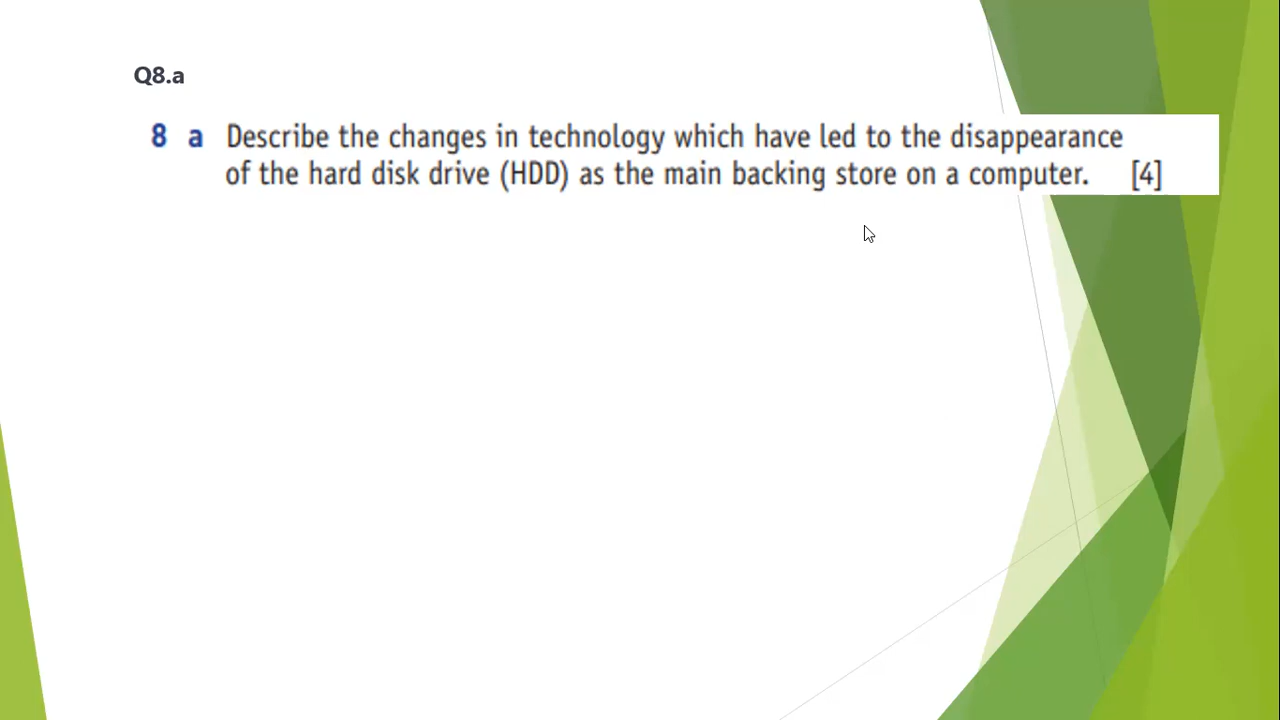 Q8.a
8 a Describe the changes in technology which have led to the disappearance
of the hard disk drive (HDD) as the main backing store on a computer. [4]